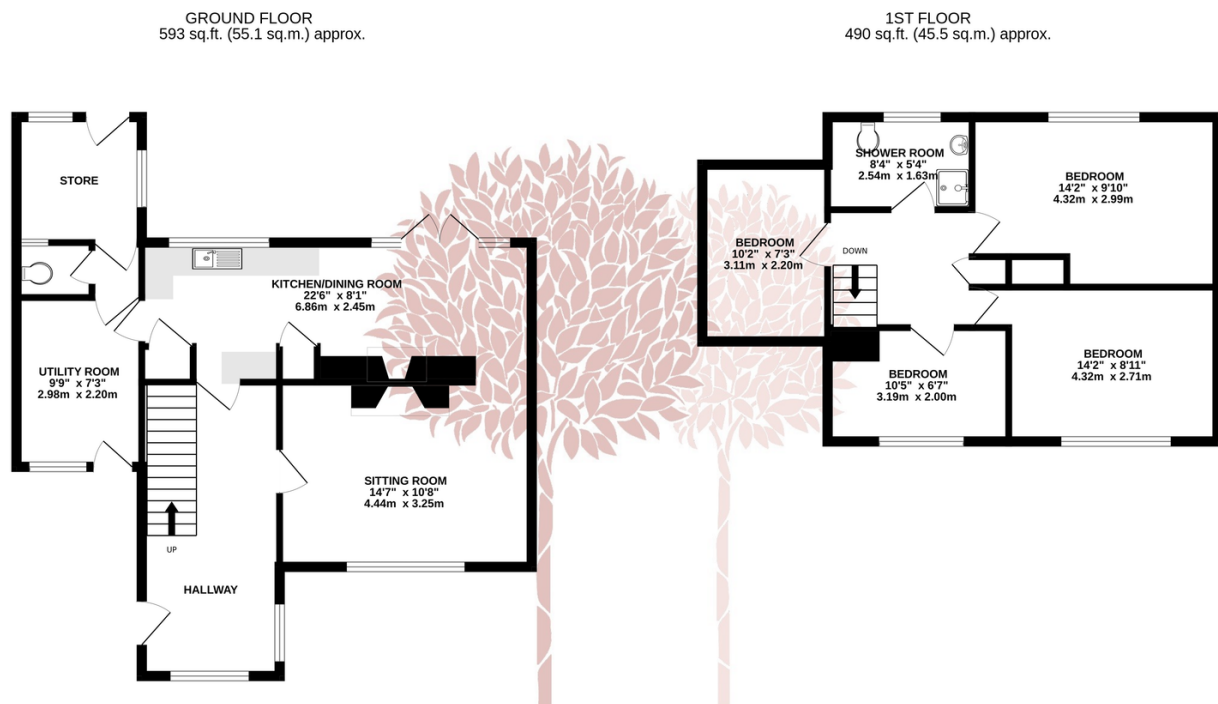 GROUND FLOOR
593 sq.ft. (55.1 sq.m.) approx.
1ST FLOOR
490 sq.ft. (45.5 sq.m.) approx.
STORE
KITCHEN/DINING ROOM
22'6" x 8'1"
6.86m x 2.45m
UTILITY ROOM
9'9" x 7'3"
2.98m x 2.20m
SITTING ROOM
14'7" x 10'8"
4.44m x 3.25m
UP
HALLWAY
SHOWER ROOM
8'4" x 5'4"
2.54m x 1.63m
BEDROOM
14'2" x 9'10"
4.32m x 2.99m
BEDROOM
10'2" x 7'3"
3.11m x 2.20m
DOWN
BEDROOM
10'5" x 6'7"
3.19m x 2.00m
BEDROOM
14'2" x 8'11"
4.32m x 2.71m